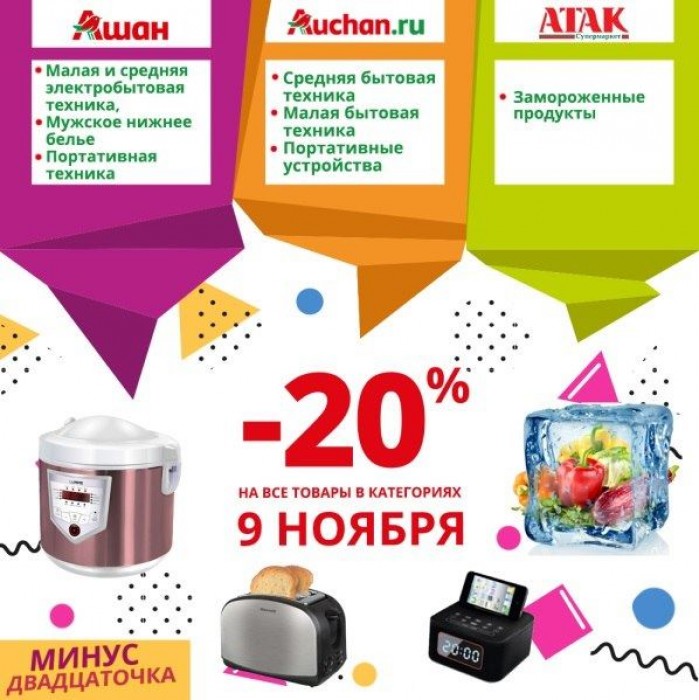 Ашан
Малая и средняя
электробытовая
техника,
Мужское нижнее
белье
Портативная
техника
Auchan.ru
Средняя бытовая
техника
Малая бытовая
техника
Портативные
устройства
АТАК
Супермаркет
Замороженные
продукты
-20%
НА ВСЕ ТОВАРЫ В КАТЕГОРИЯХ
9 НОЯБРЯ
20:00
МИНУС
ДВАДЦАТОЧКА